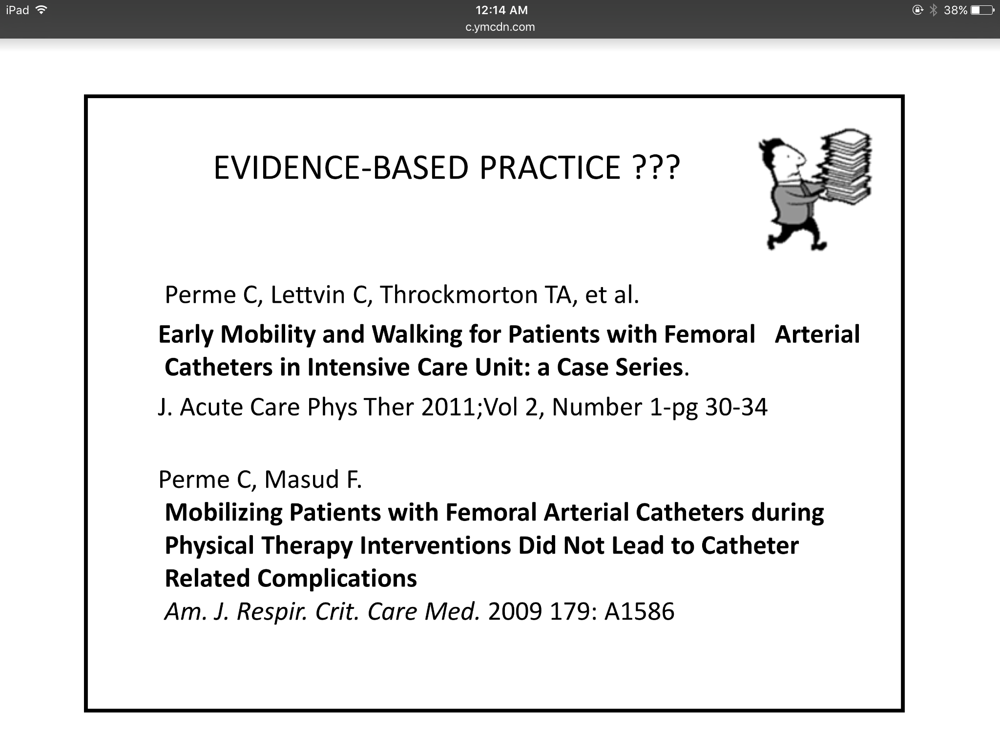 iPad
12:14 AM
38%
c.ymcdn.com
EVIDENCE-BASED PRACTICE ???
Perme C, Lettvin C, Throckmorton TA, et al.
Early Mobility and Walking for Patients with Femoral Arterial
Catheters in Intensive Care Unit: a Case Series.
J. Acute Care Phys Ther 2011;Vol 2, Number 1-pg 30-34
Perme C, Masud F.
Mobilizing Patients with Femoral Arterial Catheters during
Physical Therapy Interventions Did Not Lead to Catheter
Related Complications
Am. J. Respir. Crit. Care Med. 2009 179: A1586